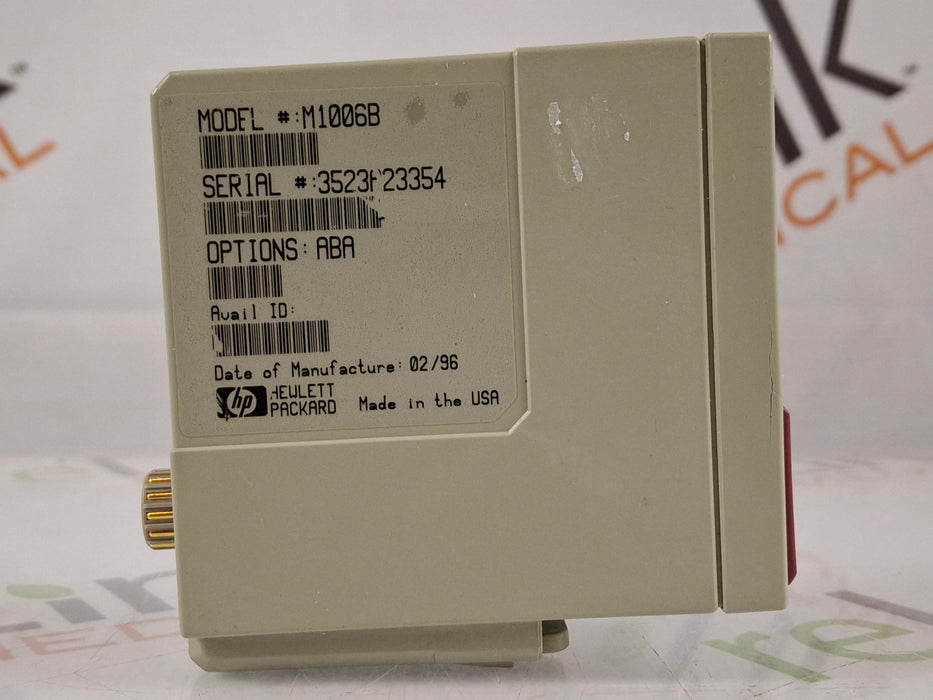 MODEL #:M1006B
SERIAL #:3523 23354
OPTIONS: ABA
Avail ID:
Date of Manufacture: 02/96
hp HEWLETT
PACKARD Made in the USA